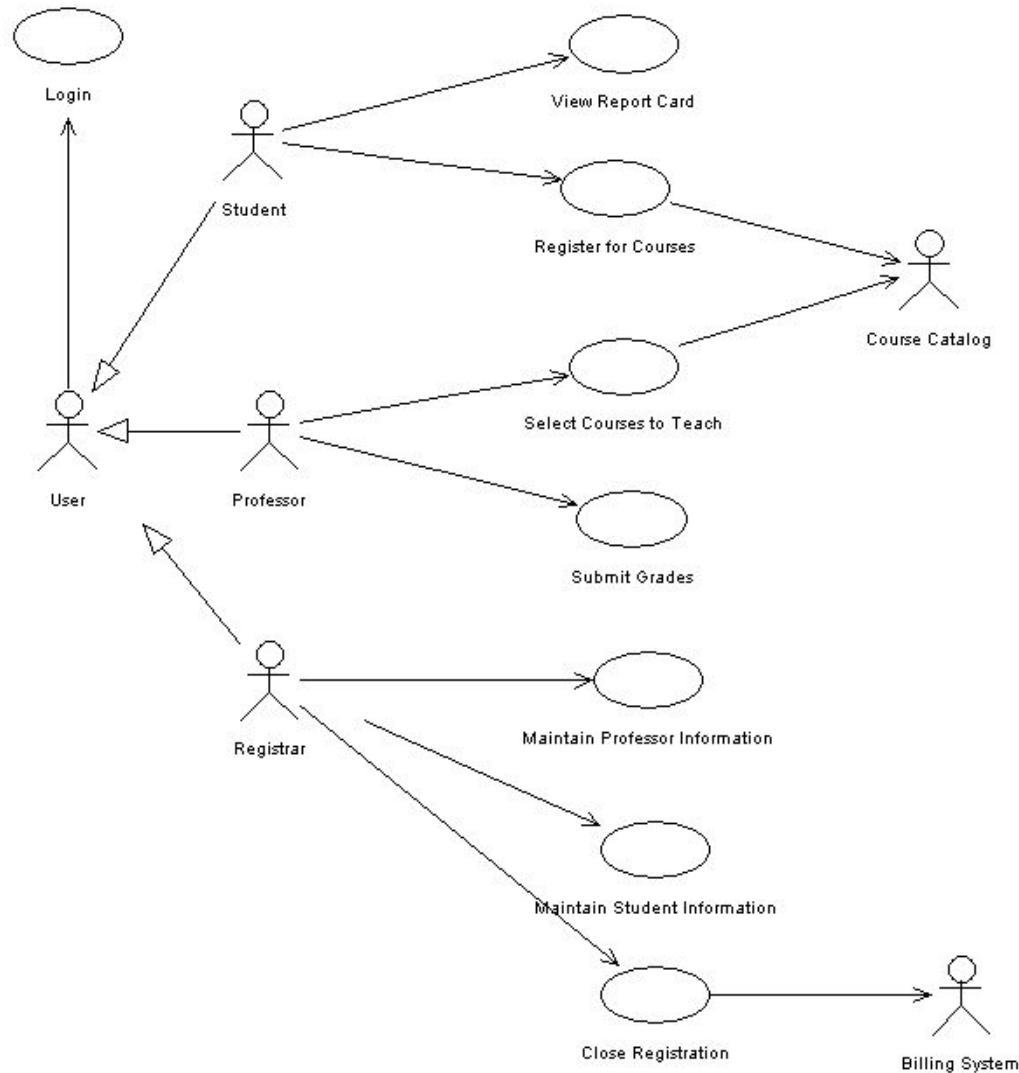 Login
View Report Card
Student
Register for Courses
Course Catalog
Select Courses to Teach
User
Professor
Submit Grades
Registrar
Maintain Professor Information
Maintain Student Information
Close Registration
Billing System